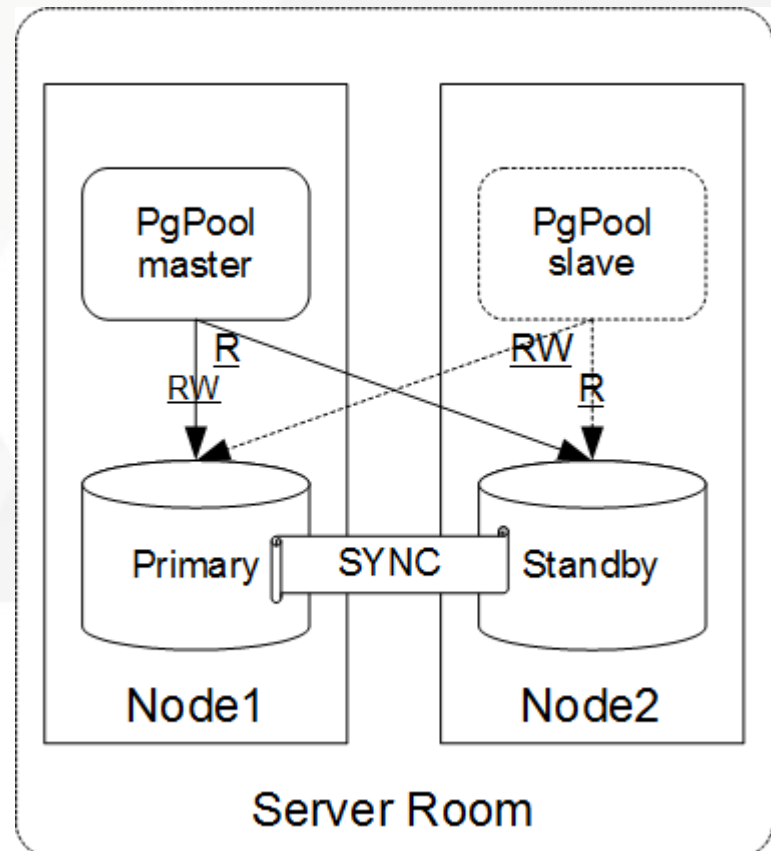 PgPool
master
PgPool
slave
R
RW
RW
R
Primary
SYNC
Standby
Node1
Node2
Server Room